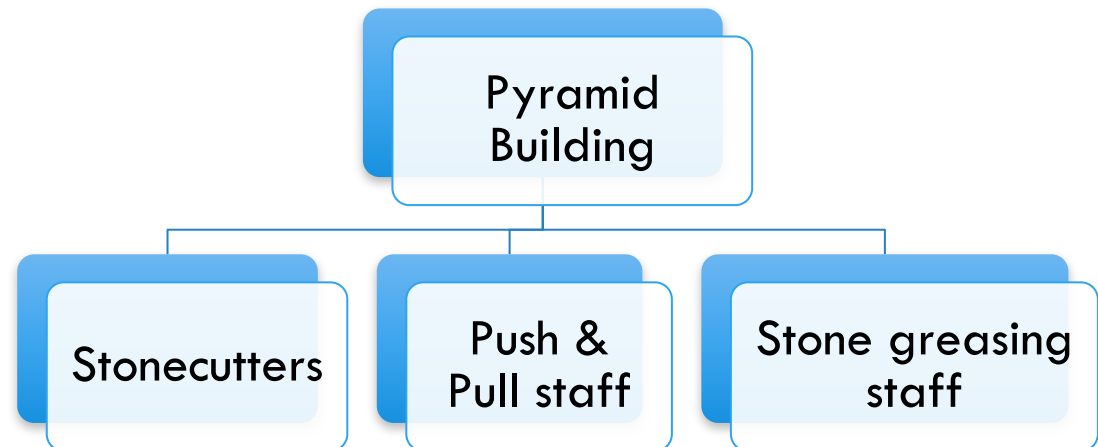 Pyramid
Building
Stonecutters
Push &
Pull staff
Stone greasing
staff